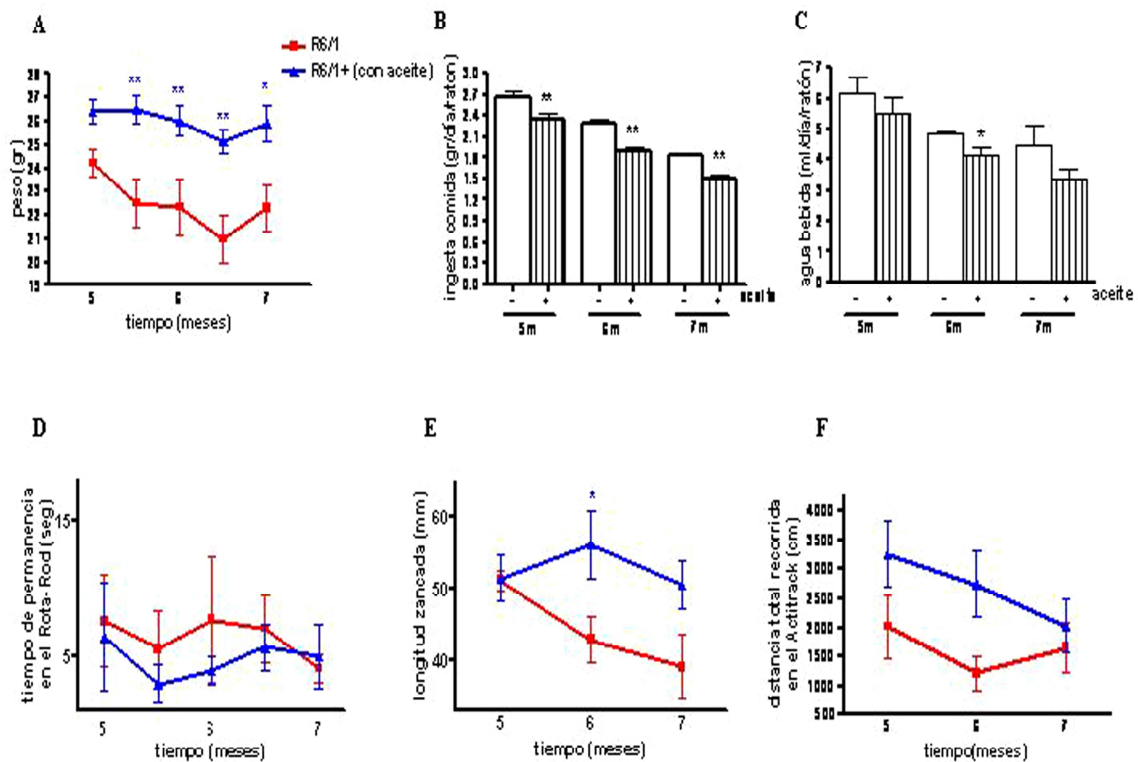 A
R6/1
R6/1+ (con aceite)
peso (gr)
28
27
26
25
24
23
22
21
20
19
** ** ** *
5 6 7
tiempo (meses)
B
ingesta comida (gr/día/ratón)
3.0
2.7
2.4
2.1
1.8
1.5
1.2
0.9
0.6
0.3
0.0
** ** **
- + - + - + aceite
5m 6m 7m
C
agua bebida (ml/día/ratón)
7
6
5
4
3
2
1
0
*
- + - + - + aceite
5m 6m 7m
D
tiempo de permanencia
en el Rota- Rod (seg)
15
5
5 6 7
tiempo (meses)
E
longitud zancada (mm)
60
50
40
*
5 6 7
tiempo (meses)
F
distancia total recorrida
en el Actitrack (cm)
4000
3500
3000
2500
2000
1500
1000
500
5 6 7
tiempo(meses)